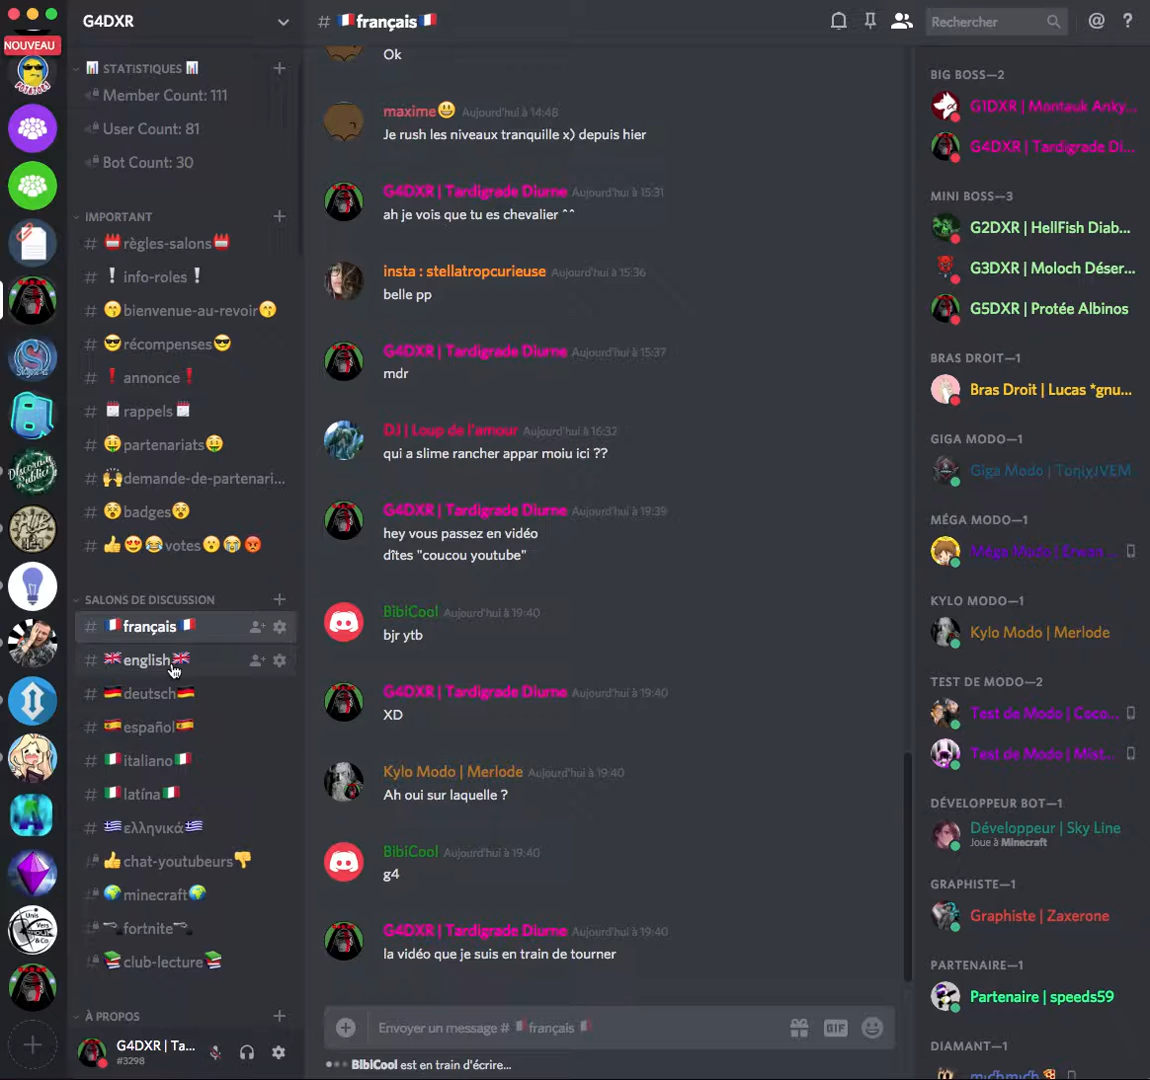 NOUVEAU
G4DXR
STATISTIQUES
Member Count: 111
User Count: 81
Bot Count: 30
IMPORTANT
# règles-salons
# info-roles
# bienvenue-au-revoir
# récompenses
# annonce
# rappels
# partenariats
# demande-de-partenari...
# badges
# votes
SALONS DE DISCUSSION
# français
# english
# deutsch
# español
# italiano
# latína
# ελληνικά
# chat-youtubeurs
# minecraft
# fortnite
club-lecture
À PROPOS
G4DXR | Ta...
#3298
# français
Ok
maxime Aujourd'hui à 14:48
Je rush les niveaux tranquille x) depuis hier
G4DXR | Tardigrade Diurne Aujourd'hui à 15:31
ah je vois que tu es chevalier ^^
insta : stellatropcurieuse Aujourd'hui à 15:36
belle pp
G4DXR | Tardigrade Diurne Aujourd'hui à 15:37
mdr
DJ | Loup de l'amour Aujourd'hui à 16:32
qui a slime rancher appar moiu ici ??
G4DXR | Tardigrade Diurne Aujourd'hui à 19:39
hey vous passez en vidéo
dîtes "coucou youtube"
BibiCool Aujourd'hui à 19:40
bjr ytb
G4DXR | Tardigrade Diurne Aujourd'hui à 19:40
XD
Kylo Modo | Merlode Aujourd'hui à 19:40
Ah oui sur laquelle ?
BibiCool Aujourd'hui à 19:40
g4
G4DXR | Tardigrade Diurne Aujourd'hui à 19:40
la vidéo que je suis en train de tourner
Envoyer un message # français
GIF
BibiCool est en train d'écrire...
Rechercher
BIG BOSS—2
G1DXR | Montauk Anky...
G4DXR | Tardigrade Di...
MINI BOSS—3
G2DXR | HellFish Diab...
G3DXR | Moloch Déser...
G5DXR | Protée Albinos
BRAS DROIT—1
Bras Droit | Lucas *gnu...
GIGA MODO—1
Giga Modo | ToniχJVEM
MÉGA MODO—1
Méga Modo | Erwan ...
KYLO MODO—1
Kylo Modo | Merlode
TEST DE MODO—2
Test de Modo | Coco...
Test de Modo | Mist...
DÉVELOPPEUR BOT—1
Développeur | Sky Line
Joue à Minecraft
GRAPHISTE—1
Graphiste | Zaxerone
PARTENAIRE—1
Partenaire | speeds59
DIAMANT—1